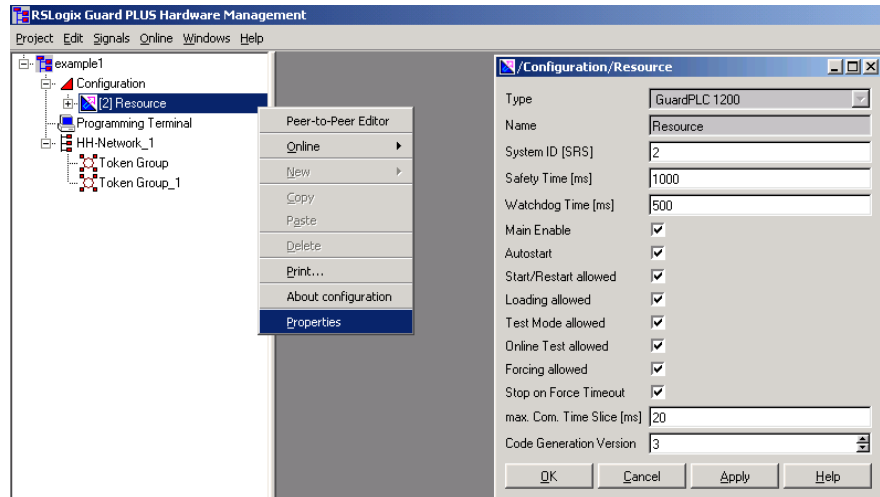 RSLogix Guard PLUS Hardware Management
Project Edit Signals Online Windows Help
example1
Configuration
[2] Resource
Programming Terminal
HH-Network_1
Token Group
Token Group_1
Peer-to-Peer Editor
Online
New
Copy
Paste
Delete
Print...
About configuration
Properties
/Configuration/Resource
Type GuardPLC 1200
Name Resource
System ID [SRS] 2
Safety Time [ms] 1000
Watchdog Time [ms] 500
Main Enable
Autostart
Start/Restart allowed
Loading allowed
Test Mode allowed
Online Test allowed
Forcing allowed
Stop on Force Timeout
max. Com. Time Slice [ms] 20
Code Generation Version 3
OK Cancel Apply Help